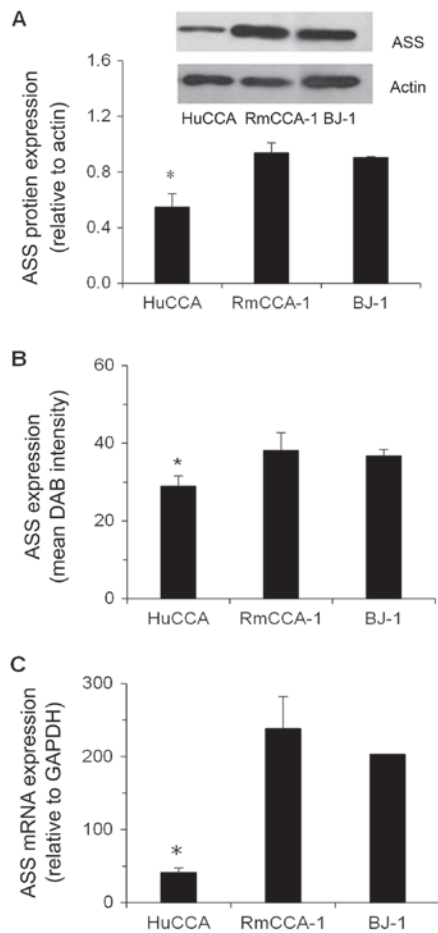 A
ASS
Actin
HuCCA RmCCA-1 BJ-1
ASS protien expression
(relative to actin)
1.6
1.2
0.8
0.4
0.0
*
HuCCA RmCCA-1 BJ-1
B
ASS expression
(mean DAB intensity)
60
40
20
0
*
HuCCA RmCCA-1 BJ-1
C
ASS mRNA expression
(relative to GAPDH)
300
200
100
0
*
HuCCA RmCCA-1 BJ-1